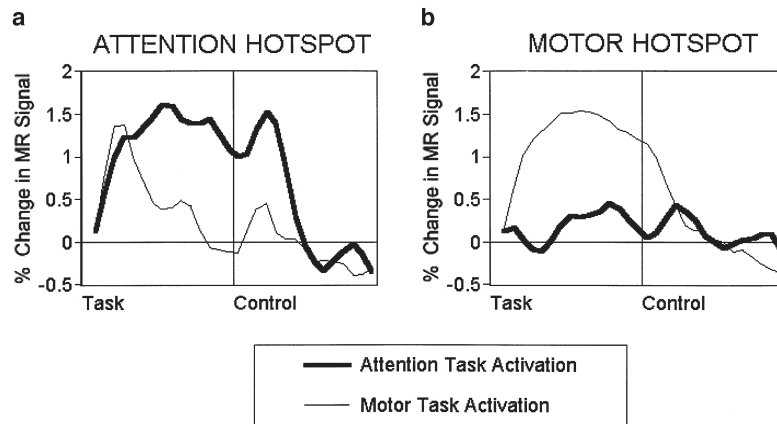 a
ATTENTION HOTSPOT
% Change in MR Signal
2
1.5
1
0.5
0
-0.5
Task Control
b
MOTOR HOTSPOT
% Change in MR Signal
2
1.5
1
0.5
0
-0.5
Task Control
Attention Task Activation
Motor Task Activation